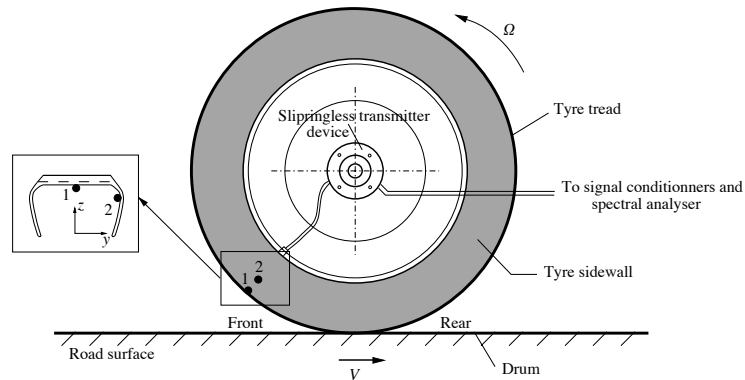 Ω
Tyre tread
Slipringless transmitter
device
To signal conditionners and
spectral analyser
1
2
z
y
2
1
Tyre sidewall
Front
Rear
Road surface
V
Drum